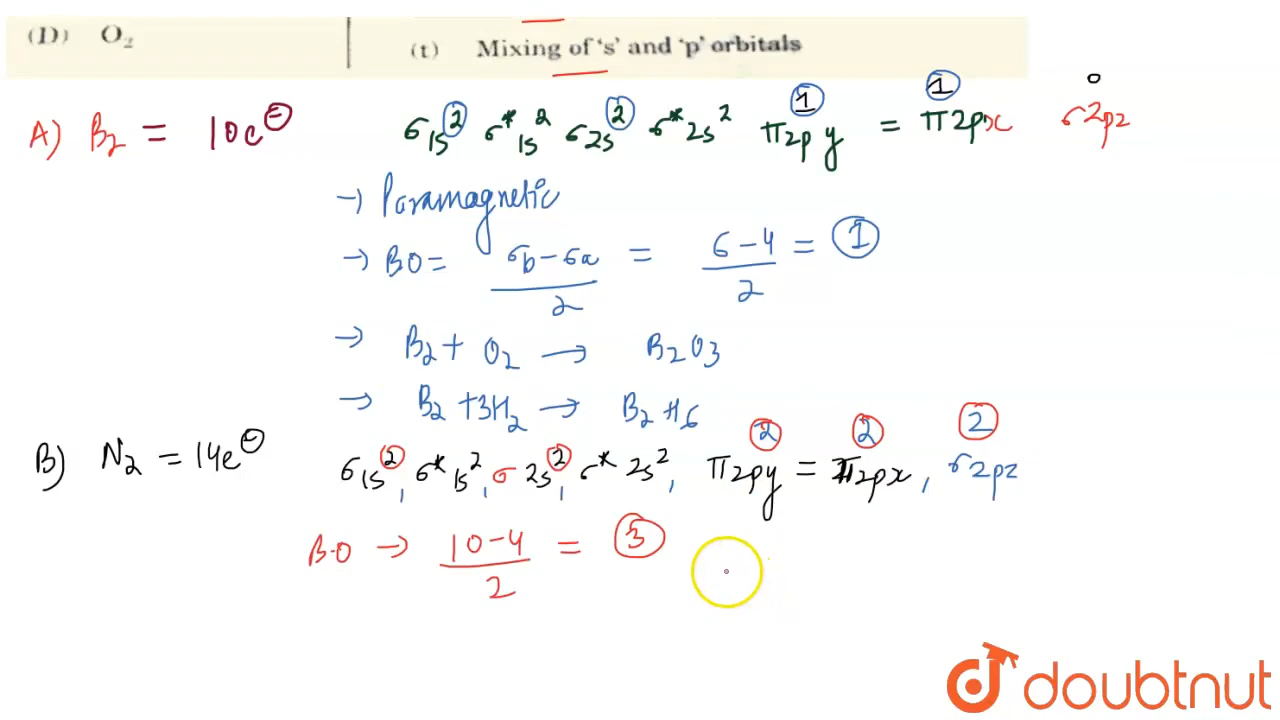 (D) O₂
(t) Mixing of 's' and 'p' orbitals
A) B₂ = 10e⊖ σ1s² σ*1s² σ2s² σ*2s² π2py¹ = π2px¹ σ2pz⁰
→ Paramagnetic
→ BO = σb-σa/2 = 6-4/2 = 1
→ B₂ + O₂ → B₂O3
→ B₂ + 3H₂ → B₂H6
B) N₂ = 14e⊖ σ1s², σ*1s², σ2s², σ*2s², π2py² = π2px², σ2pz²
B.O → 10-4/2 = 3
doubtnut